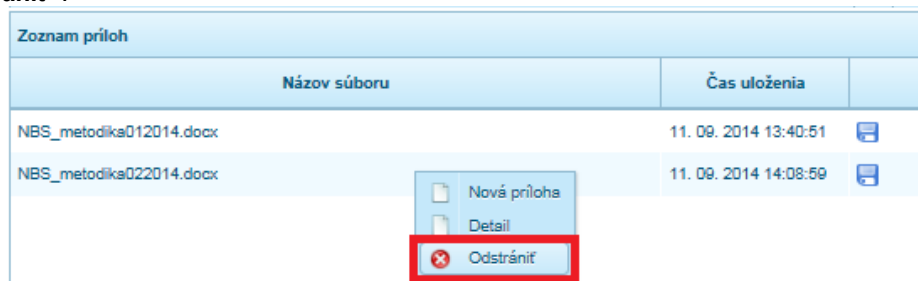 Zoznam príloh
Názov súboru Čas uloženia
NBS_metodika012014.docx 11. 09. 2014 13:40:51
NBS_metodika022014.docx 11. 09. 2014 14:08:59
Nová príloha
Detail
Odstrániť